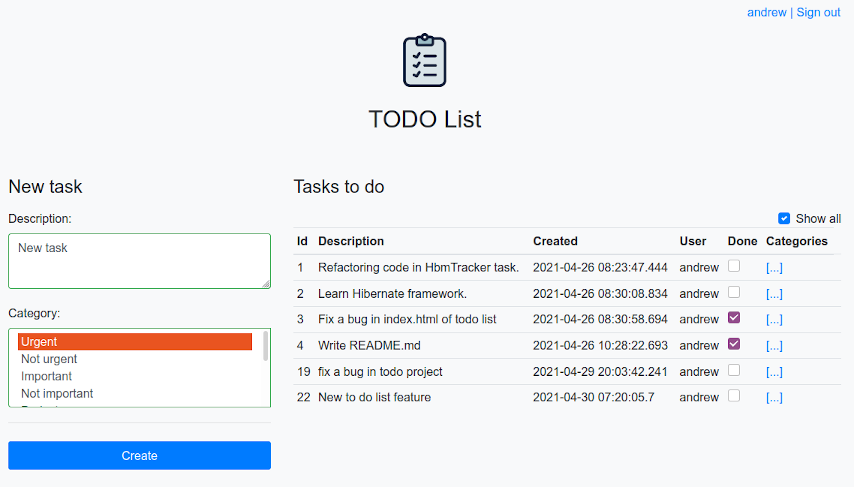 andrew | Sign out
TODO List
New task
Description:
New task
Category:
Urgent
Not urgent
Important
Not important
Create
Tasks to do
Show all
Id Description Created User Done Categories
1 Refactoring code in HbmTracker task. 2021-04-26 08:23:47.444 andrew [...]
2 Learn Hibernate framework. 2021-04-26 08:30:08.834 andrew [...]
3 Fix a bug in index.html of todo list 2021-04-26 08:30:58.694 andrew [...]
4 Write README.md 2021-04-26 10:28:22.693 andrew [...]
19 fix a bug in todo project 2021-04-29 20:03:42.241 andrew [...]
22 New to do list feature 2021-04-30 07:20:05.7 andrew [...]